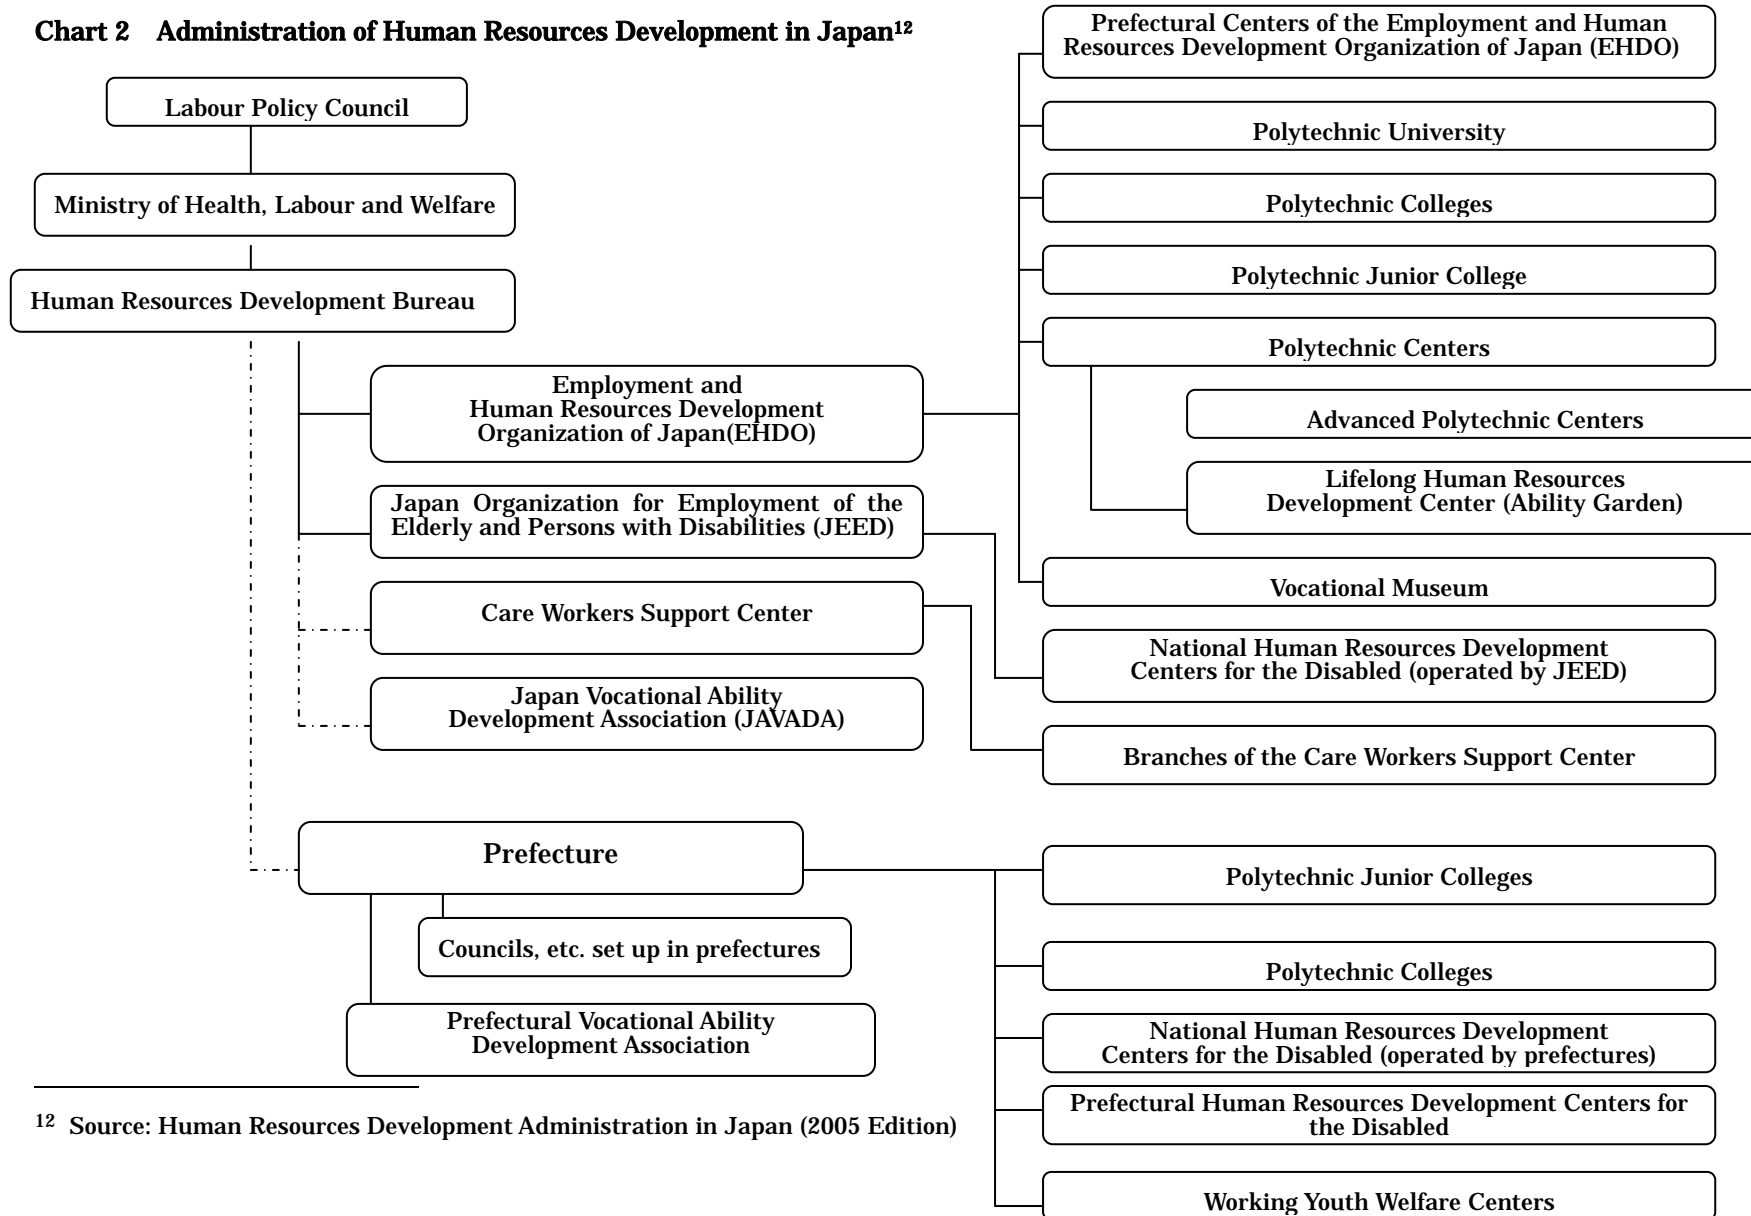 Chart 2 Administration of Human Resources Development in Japan12
Labour Policy Council
Ministry of Health, Labour and Welfare
Human Resources Development Bureau
Employment and
Human Resources Development
Organization of Japan(EHDO)
Japan Organization for Employment of the
Elderly and Persons with Disabilities (JEED)
Care Workers Support Center
Japan Vocational Ability
Development Association (JAVADA)
Prefecture
Councils, etc. set up in prefectures
Prefectural Vocational Ability
Development Association
Prefectural Centers of the Employment and Human
Resources Development Organization of Japan (EHDO)
Polytechnic University
Polytechnic Colleges
Polytechnic Junior College
Polytechnic Centers
Advanced Polytechnic Centers
Lifelong Human Resources
Development Center (Ability Garden)
Vocational Museum
National Human Resources Development
Centers for the Disabled (operated by JEED)
Branches of the Care Workers Support Center
Polytechnic Junior Colleges
Polytechnic Colleges
National Human Resources Development
Centers for the Disabled (operated by prefectures)
Prefectural Human Resources Development Centers for
the Disabled
Working Youth Welfare Centers
12 Source: Human Resources Development Administration in Japan (2005 Edition)